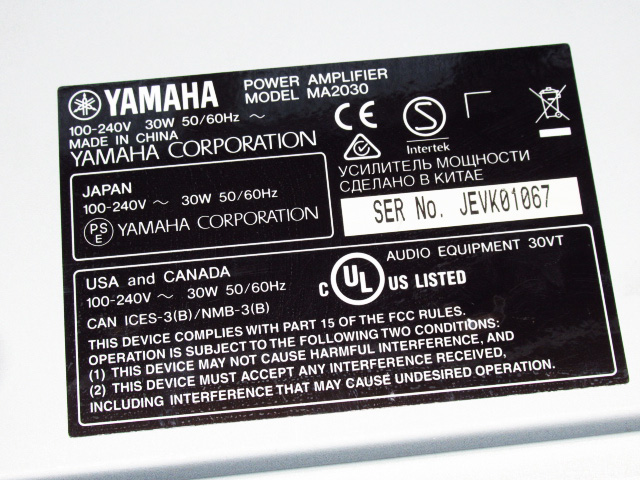 YAMAHA
POWER AMPLIFIER
MODEL MA2030
100-240V 30W 50/60Hz ~
MADE IN CHINA
YAMAHA CORPORATION
CE
S
Intertek
УСИЛИТЕЛЬ МОЩНОСТИ
СДЕЛАНО В КИТАЕ
SER No. JEVK01067
JAPAN
100-240V ~ 30W 50/60Hz
PSE YAMAHA CORPORATION
USA and CANADA
100-240V ~ 30W 50/60Hz
CAN ICES-3(B)/NMB-3(B)
AUDIO EQUIPMENT 30VT
C UL US LISTED
THIS DEVICE COMPLIES WITH PART 15 OF THE FCC RULES.
OPERATION IS SUBJECT TO THE FOLLOWING TWO CONDITIONS:
(1) THIS DEVICE MAY NOT CAUSE HARMFUL INTERFERENCE, AND
(2) THIS DEVICE MUST ACCEPT ANY INTERFERENCE RECEIVED,
INCLUDING INTERFERENCE THAT MAY CAUSE UNDESIRED OPERATION.